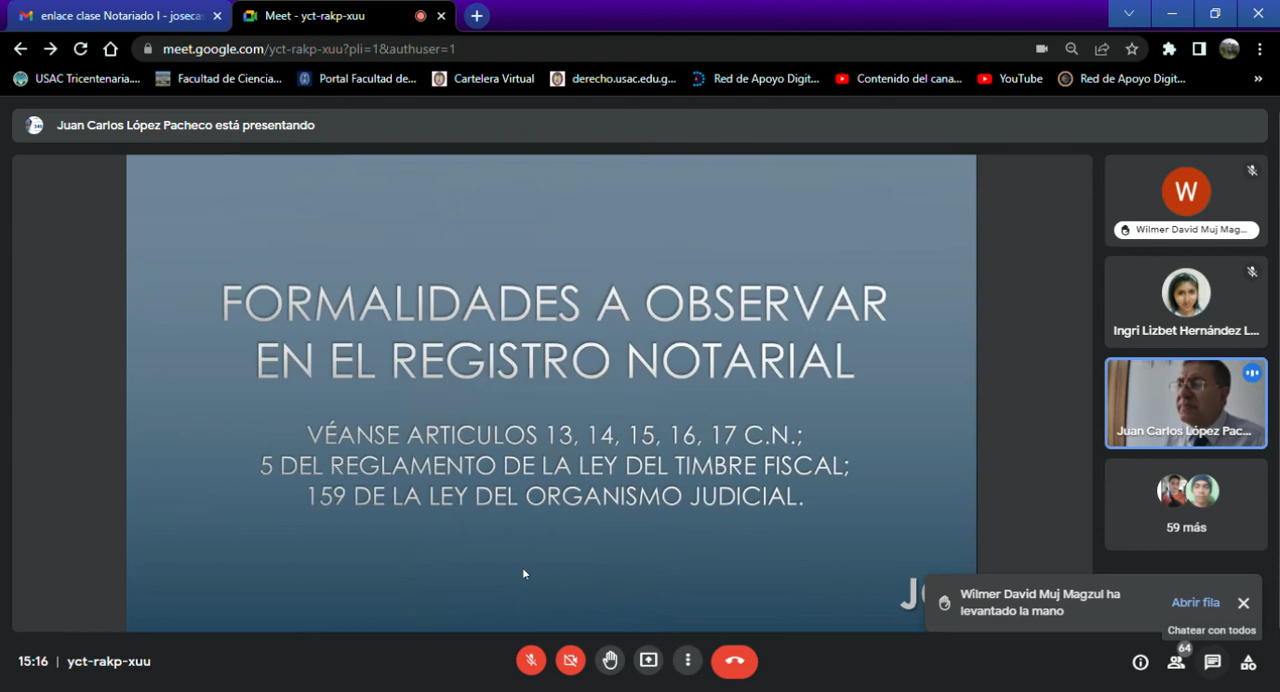 enlace clase Notariado I - joseca
Meet - yct-rakp-xuu
meet.google.com/yct-rakp-xuu?pli=1&authuser=1
USAC Tricentenaria....
Facultad de Ciencia...
Portal Facultad de...
Cartelera Virtual
derecho.usac.edu.g...
Red de Apoyo Digit...
Contenido del cana...
YouTube
Red de Apoyo Digit...
»
Juan Carlos López Pacheco está presentando
FORMALIDADES A OBSERVAR
EN EL REGISTRO NOTARIAL
VÉANSE ARTICULOS 13, 14, 15, 16, 17 C.N.;
5 DEL REGLAMENTO DE LA LEY DEL TIMBRE FISCAL;
159 DE LA LEY DEL ORGANISMO JUDICIAL.
W
Wilmer David Muj Mag...
Ingri Lizbet Hernández L...
Juan Carlos López Pac...
59 más
Wilmer David Muj Magzul ha
levantado la mano
Abrir fila
Chatear con todos
15:16 | yct-rakp-xuu
64